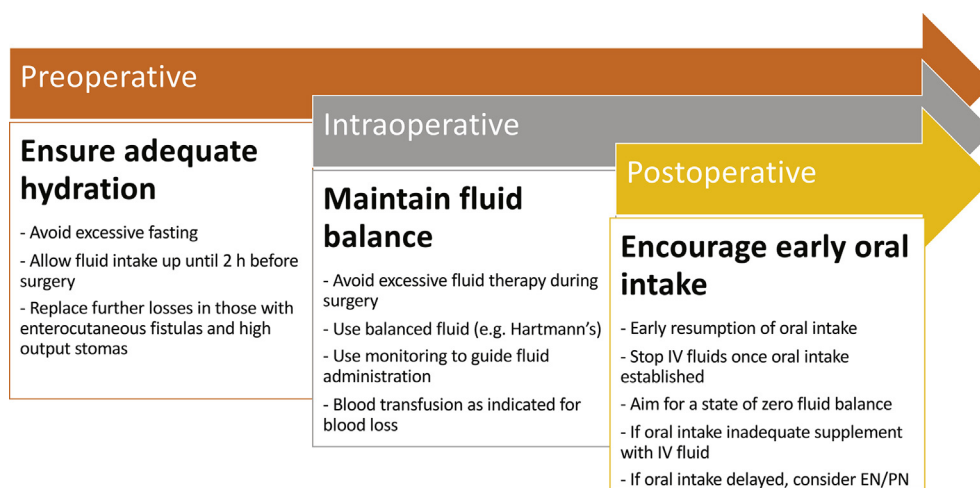 Preoperative
Ensure adequate
hydration
- Avoid excessive fasting
- Allow fluid intake up until 2 h before
surgery
- Replace further losses in those with
enterocutaneous fistulas and high
output stomas
Intraoperative
Maintain fluid
balance
- Avoid excessive fluid therapy during
surgery
- Use balanced fluid (e.g. Hartmann's)
- Use monitoring to guide fluid
administration
- Blood transfusion as indicated for
blood loss
Postoperative
Encourage early oral
intake
- Early resumption of oral intake
- Stop IV fluids once oral intake
established
- Aim for a state of zero fluid balance
- If oral intake inadequate supplement
with IV fluid
- If oral intake delayed, consider EN/PN